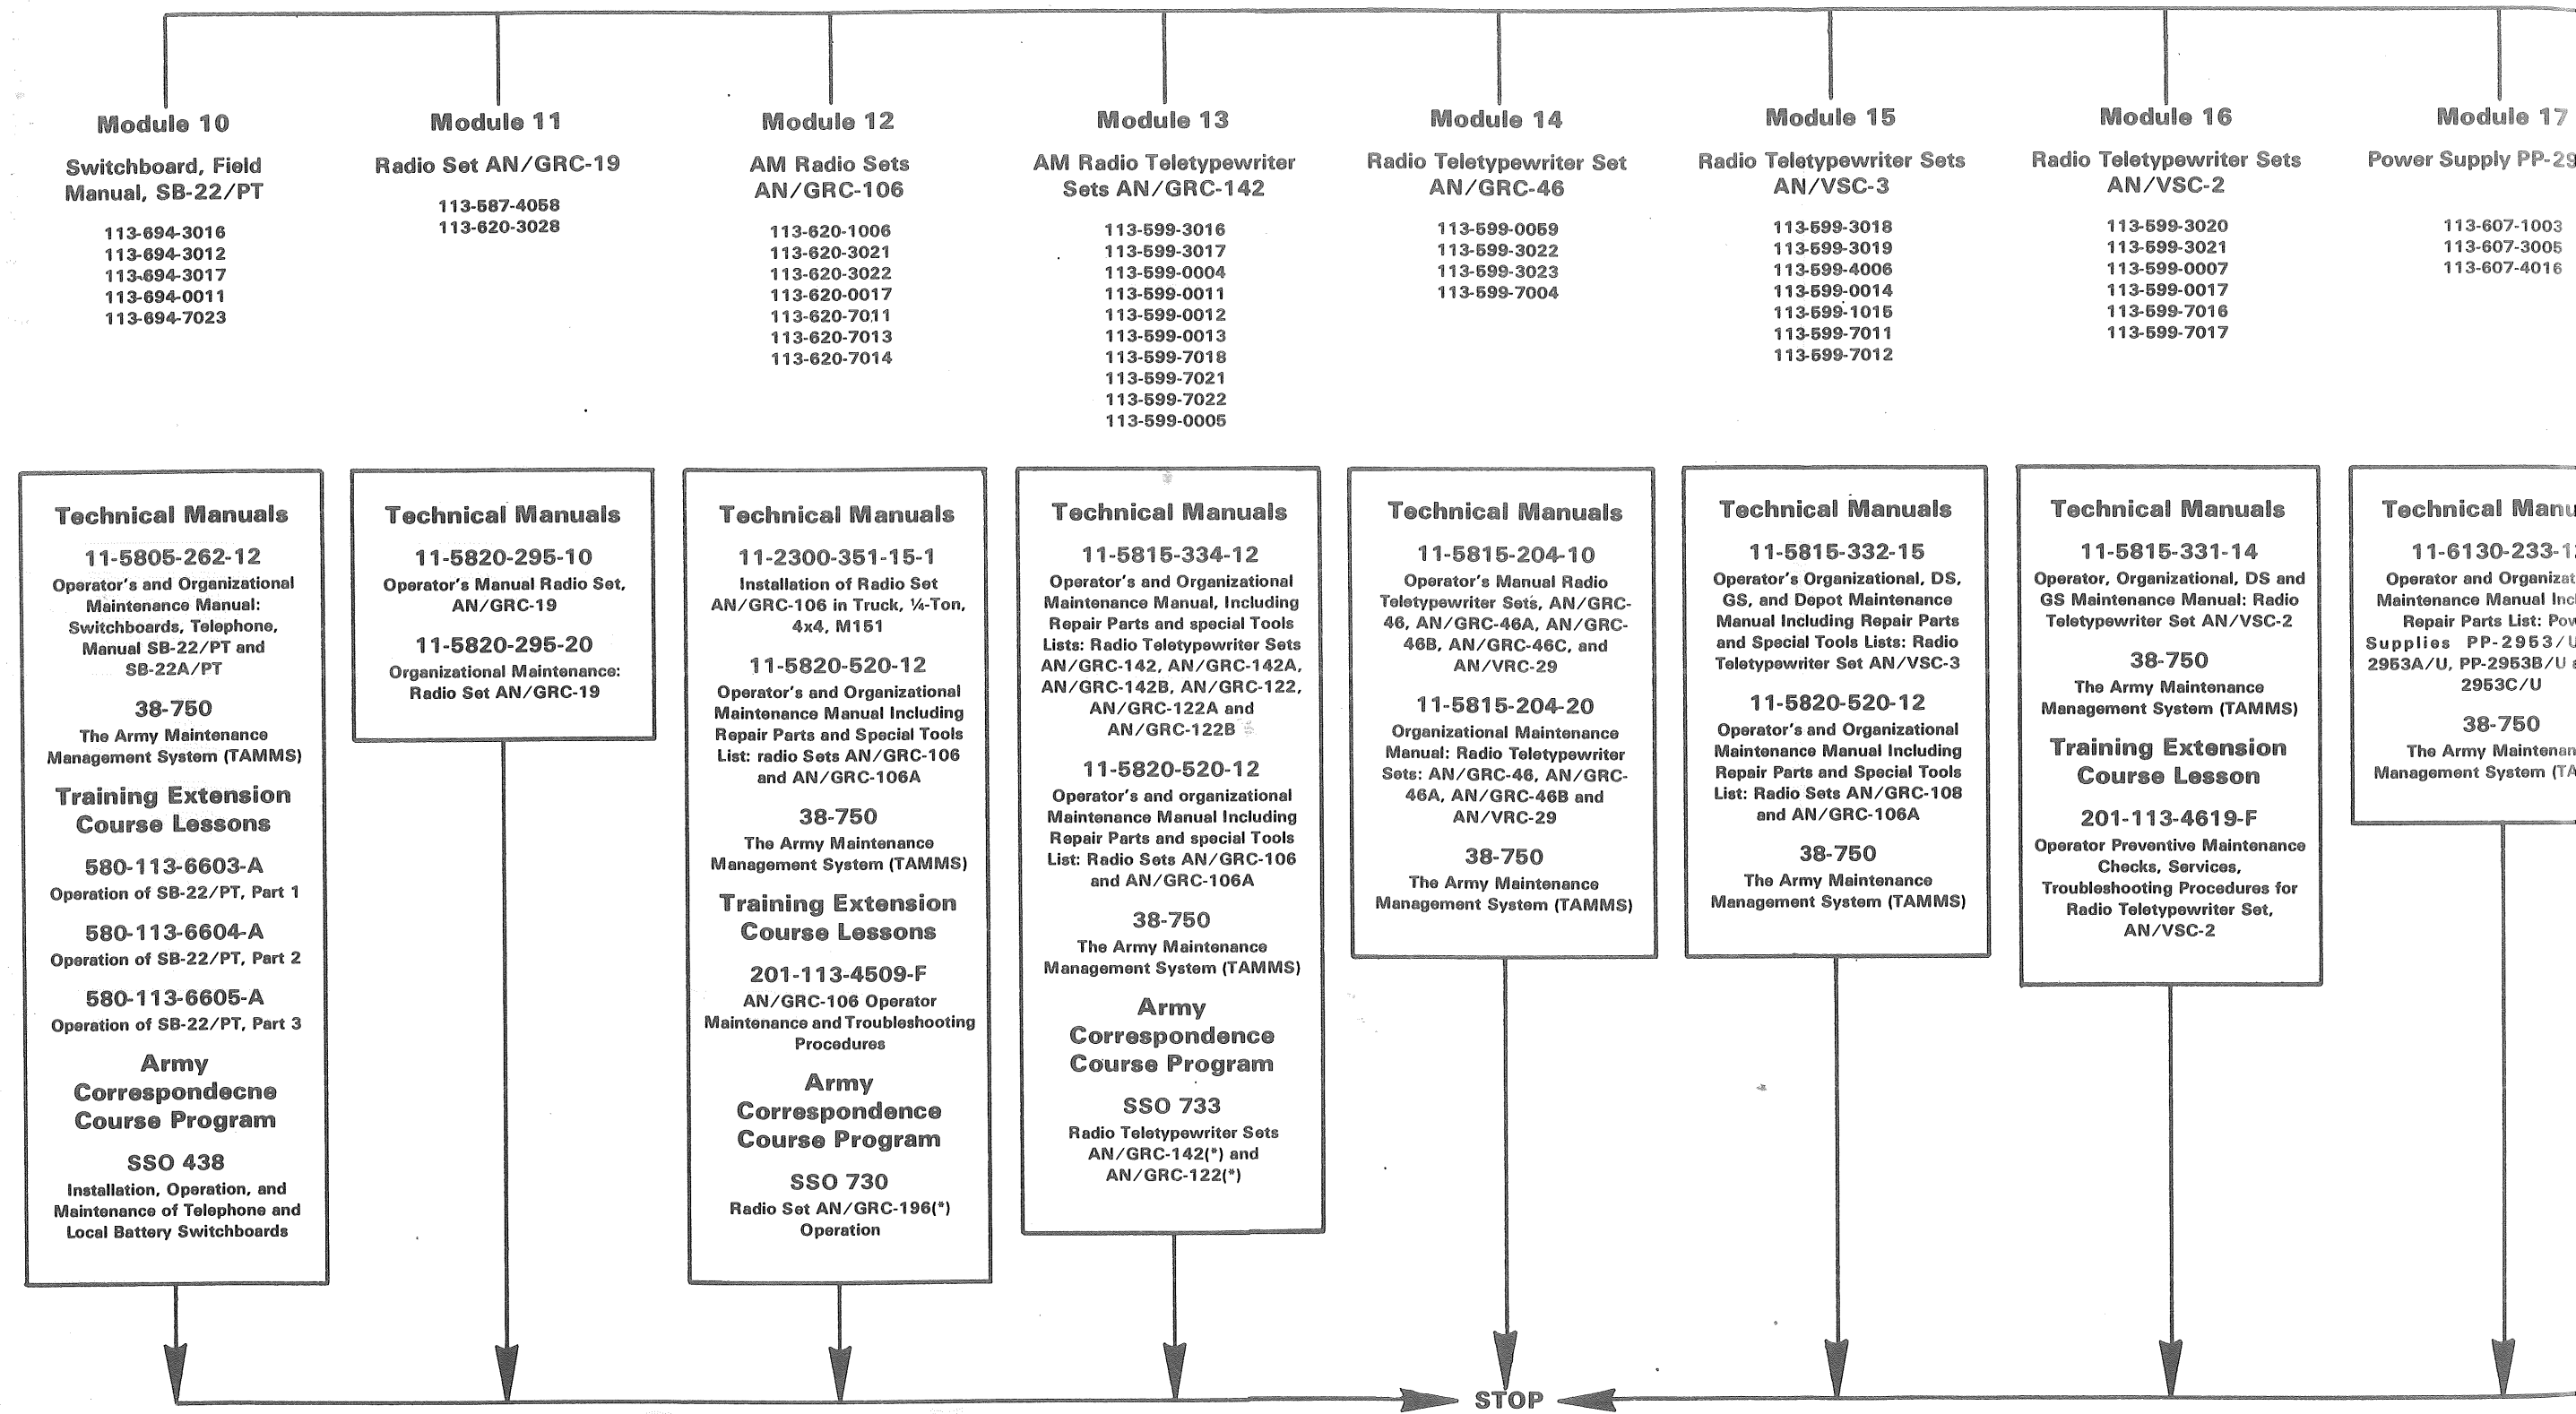 Module 10
Switchboard, Field
Manual, SB-22/PT
113-694-3016
113-694-3012
113-694-3017
113-694-0011
113-694-7023
Technical Manuals
11-5805-262-12
Operator's and Organizational
Maintenance Manual:
Switchboards, Telephone,
Manual SB-22/PT and
SB-22A/PT
38-750
The Army Maintenance
Management System (TAMMS)
Training Extension
Course Lessons
580-113-6603-A
Operation of SB-22/PT, Part 1
580-113-6604-A
Operation of SB-22/PT, Part 2
580-113-6605-A
Operation of SB-22/PT, Part 3
Army
Correspondecne
Course Program
SSO 438
Installation, Operation, and
Maintenance of Telephone and
Local Battery Switchboards
Module 11
Radio Set AN/GRC-19
113-587-4058
113-620-3028
Technical Manuals
11-5820-295-10
Operator's Manual Radio Set,
AN/GRC-19
11-5820-295-20
Organizational Maintenance:
Radio Set AN/GRC-19
Module 12
AM Radio Sets
AN/GRC-106
113-620-1006
113-620-3021
113-620-3022
113-620-0017
113-620-7011
113-620-7013
113-620-7014
Technical Manuals
11-2300-351-15-1
Installation of Radio Set
AN/GRC-106 in Truck, ¼-Ton,
4x4, M151
11-5820-520-12
Operator's and Organizational
Maintenance Manual Including
Repair Parts and Special Tools
List: radio Sets AN/GRC-106
and AN/GRC-106A
38-750
The Army Maintenance
Management System (TAMMS)
Training Extension
Course Lessons
201-113-4509-F
AN/GRC-106 Operator
Maintenance and Troubleshooting
Procedures
Army
Correspondence
Course Program
SSO 730
Radio Set AN/GRC-196(*)
Operation
Module 13
AM Radio Teletypewriter
Sets AN/GRC-142
113-599-3016
113-599-3017
113-599-0004
113-599-0011
113-599-0012
113-599-0013
113-599-7018
113-599-7021
113-599-7022
113-599-0005
Technical Manuals
11-5815-334-12
Operator's and Organizational
Maintenance Manual, Including
Repair Parts and special Tools
Lists: Radio Teletypewriter Sets
AN/GRC-142, AN/GRC-142A,
AN/GRC-142B, AN/GRC-122,
AN/GRC-122A and
AN/GRC-122B
11-5820-520-12
Operator's and organizational
Maintenance Manual Including
Repair Parts and special Tools
List: Radio Sets AN/GRC-106
and AN/GRC-106A
38-750
The Army Maintenance
Management System (TAMMS)
Army
Correspondence
Course Program
SSO 733
Radio Teletypewriter Sets
AN/GRC-142(*) and
AN/GRC-122(*)
Module 14
Radio Teletypewriter Set
AN/GRC-46
113-599-0059
113-599-3022
113-599-3023
113-599-7004
Technical Manuals
11-5815-204-10
Operator's Manual Radio
Teletypewriter Sets, AN/GRC-
46, AN/GRC-46A, AN/GRC-
46B, AN/GRC-46C, and
AN/VRC-29
11-5815-204-20
Organizational Maintenance
Manual: Radio Teletypewriter
Sets: AN/GRC-46, AN/GRC-
46A, AN/GRC-46B and
AN/VRC-29
38-750
The Army Maintenance
Management System (TAMMS)
Module 15
Radio Teletypewriter Sets
AN/VSC-3
113-599-3018
113-599-3019
113-599-4006
113-599-0014
113-599-1015
113-599-7011
113-599-7012
Technical Manuals
11-5815-332-15
Operator's Organizational, DS,
GS, and Depot Maintenance
Manual Including Repair Parts
and Special Tools Lists: Radio
Teletypewriter Set AN/VSC-3
11-5820-520-12
Operator's and Organizational
Maintenance Manual Including
Repair Parts and Special Tools
List: Radio Sets AN/GRC-108
and AN/GRC-106A
38-750
The Army Maintenance
Management System (TAMMS)
Module 16
Radio Teletypewriter Sets
AN/VSC-2
113-599-3020
113-599-3021
113-599-0007
113-599-0017
113-599-7016
113-599-7017
Technical Manuals
11-5815-331-14
Operator, Organizational, DS and
GS Maintenance Manual: Radio
Teletypewriter Set AN/VSC-2
38-750
The Army Maintenance
Management System (TAMMS)
Training Extension
Course Lesson
201-113-4619-F
Operator Preventive Maintenance
Checks, Services,
Troubleshooting Procedures for
Radio Teletypewriter Set,
AN/VSC-2
Module 17
Power Supply PP-29
113-607-1003
113-607-3005
113-607-4016
Technical Manu
11-6130-233-1
Operator and Organizat
Maintenance Manual Inc
Repair Parts List: Pow
Supplies PP-2953/U
2953A/U, PP-2953B/U
2953C/U
38-750
The Army Maintenan
Management System (TA
STOP